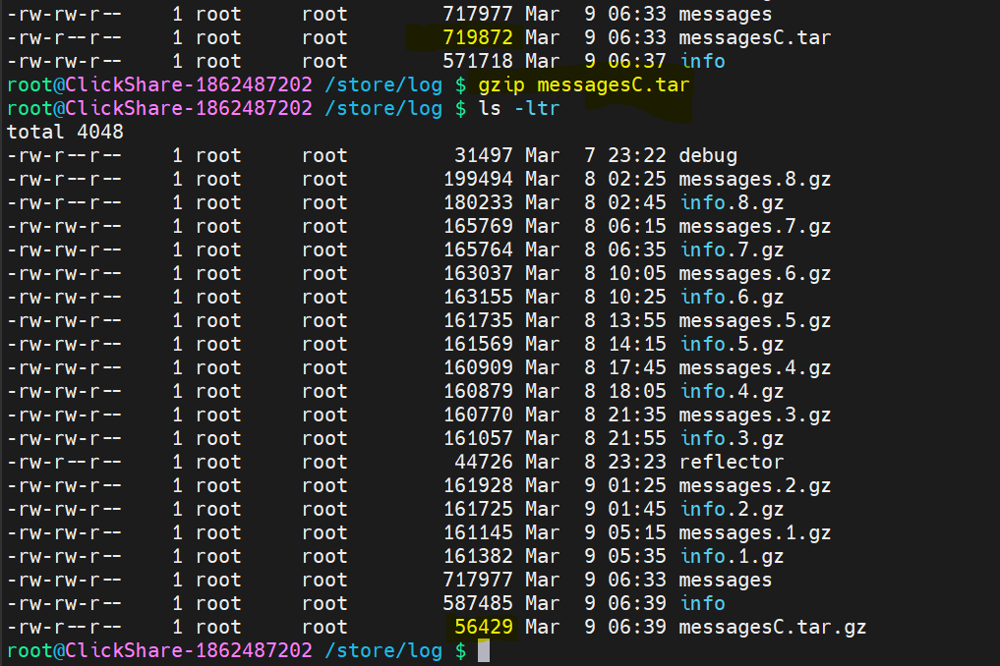 -rw-rw-r-- 1 root root 717977 Mar 9 06:33 messages
-rw-r--r-- 1 root root 719872 Mar 9 06:33 messagesC.tar
-rw-rw-r-- 1 root root 571718 Mar 9 06:37 info
root@ClickShare-1862487202 /store/log $ gzip messagesC.tar
root@ClickShare-1862487202 /store/log $ ls -ltr
total 4048
-rw-r--r-- 1 root root 31497 Mar 7 23:22 debug
-rw-rw-r-- 1 root root 199494 Mar 8 02:25 messages.8.gz
-rw-r--r-- 1 root root 180233 Mar 8 02:45 info.8.gz
-rw-rw-r-- 1 root root 165769 Mar 8 06:15 messages.7.gz
-rw-rw-r-- 1 root root 165764 Mar 8 06:35 info.7.gz
-rw-rw-r-- 1 root root 163037 Mar 8 10:05 messages.6.gz
-rw-rw-r-- 1 root root 163155 Mar 8 10:25 info.6.gz
-rw-rw-r-- 1 root root 161735 Mar 8 13:55 messages.5.gz
-rw-rw-r-- 1 root root 161569 Mar 8 14:15 info.5.gz
-rw-rw-r-- 1 root root 160909 Mar 8 17:45 messages.4.gz
-rw-rw-r-- 1 root root 160879 Mar 8 18:05 info.4.gz
-rw-rw-r-- 1 root root 160770 Mar 8 21:35 messages.3.gz
-rw-rw-r-- 1 root root 161057 Mar 8 21:55 info.3.gz
-rw-r--r-- 1 root root 44726 Mar 8 23:23 reflector
-rw-rw-r-- 1 root root 161928 Mar 9 01:25 messages.2.gz
-rw-rw-r-- 1 root root 161725 Mar 9 01:45 info.2.gz
-rw-rw-r-- 1 root root 161145 Mar 9 05:15 messages.1.gz
-rw-rw-r-- 1 root root 161382 Mar 9 05:35 info.1.gz
-rw-rw-r-- 1 root root 717977 Mar 9 06:33 messages
-rw-rw-r-- 1 root root 587485 Mar 9 06:39 info
-rw-r--r-- 1 root root 56429 Mar 9 06:39 messagesC.tar.gz
root@ClickShare-1862487202 /store/log $